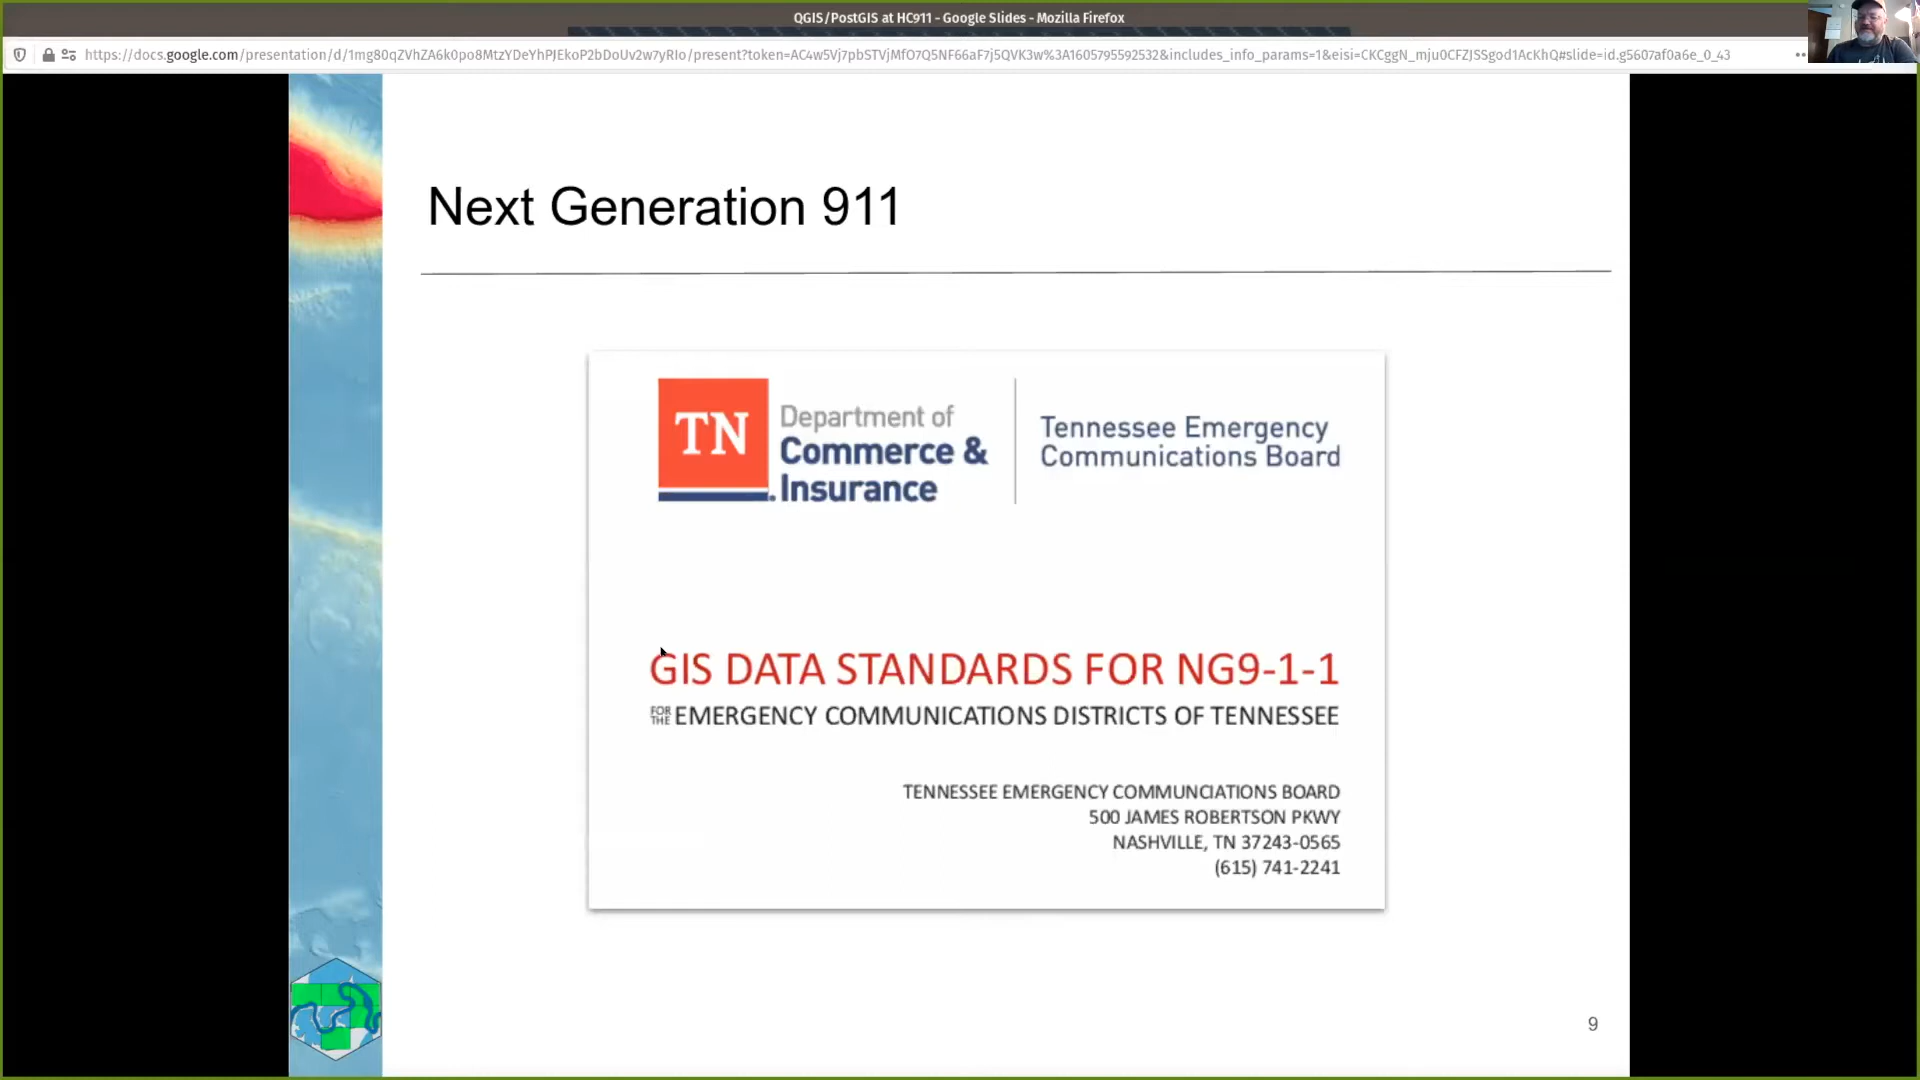 QGIS/PostGIS at HC911 - Google Slides - Mozilla Firefox
https://docs.google.com/presentation/d/1mg80qZVhZA6k0po8MtzYDeYhPJEkoP2bDoUv2w7yRIo/present?token=AC4w5Vj7pbSTVjMfO7Q5NF66aF7j5QVK3w%3A1605795592532&includes_info_params=1&eisi=CKCggN_mju0CFZJSSgod1AcKhQ#slide=id.g5607af0a6e_0_43
Next Generation 911
TN
Department of
Commerce &
Insurance
Tennessee Emergency
Communications Board
GIS DATA STANDARDS FOR NG9-1-1
FOR THE EMERGENCY COMMUNICATIONS DISTRICTS OF TENNESSEE
TENNESSEE EMERGENCY COMMUNCIATIONS BOARD
500 JAMES ROBERTSON PKWY
NASHVILLE, TN 37243-0565
(615) 741-2241
9